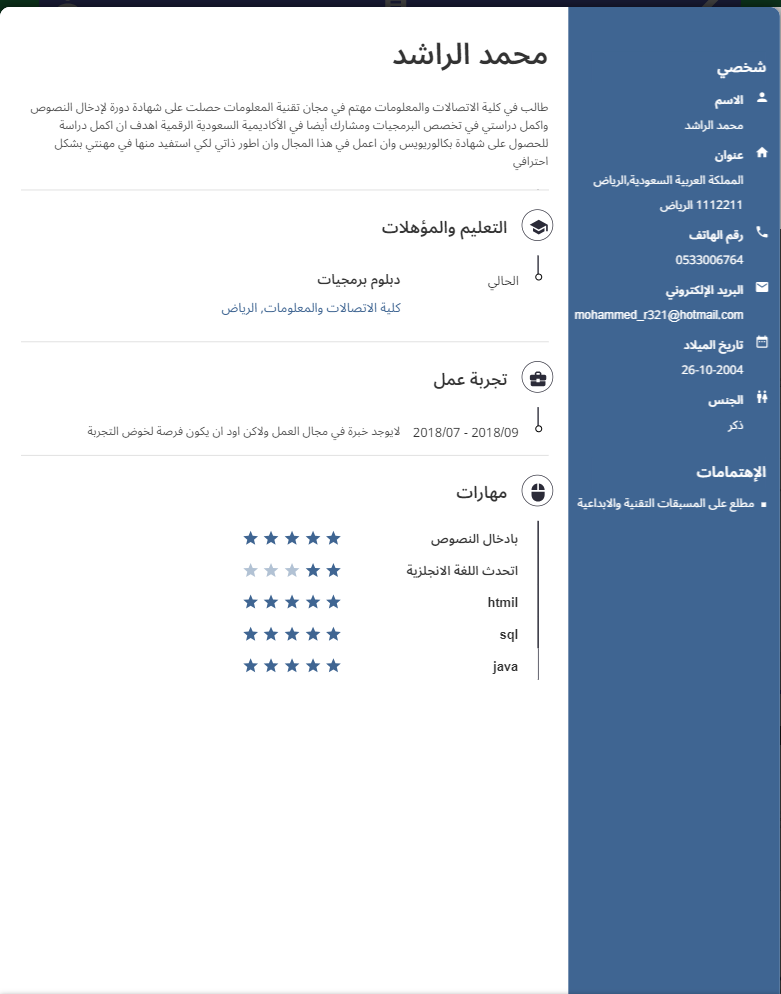 شخصي
الاسم
محمد الراشد
عنوان
المملكة العربية السعودية,الرياض
1112211 الرياض
رقم الهاتف
0533006764
البريد الإلكتروني
mohammed_r321@hotmail.com
تاريخ الميلاد
26-10-2004
الجنس
ذكر
الإهتمامات
▪ مطلع على المسبقات التقنية والابداعية
محمد الراشد
طالب في كلية الاتصالات والمعلومات مهتم في مجان تقنية المعلومات حصلت على شهادة دورة لإدخال النصوص
واكمل دراستي في تخصص البرمجيات ومشارك أيضا في الأكاديمية السعودية الرقمية اهدف ان اكمل دراسة
للحصول على شهادة بكالوريويس وان اعمل في هذا المجال وان اطور ذاتي لكي استفيد منها في مهنتي بشكل
احترافي
التعليم والمؤهلات
الحالي دبلوم برمجيات
كلية الاتصالات والمعلومات, الرياض
تجربة عمل
2018/07 - 2018/09 لايوجد خبرة في مجال العمل ولاكن اود ان يكون فرصة لخوض التجربة
مهارات
بادخال النصوص
اتحدث اللغة الانجلزية
htmil
sql
java